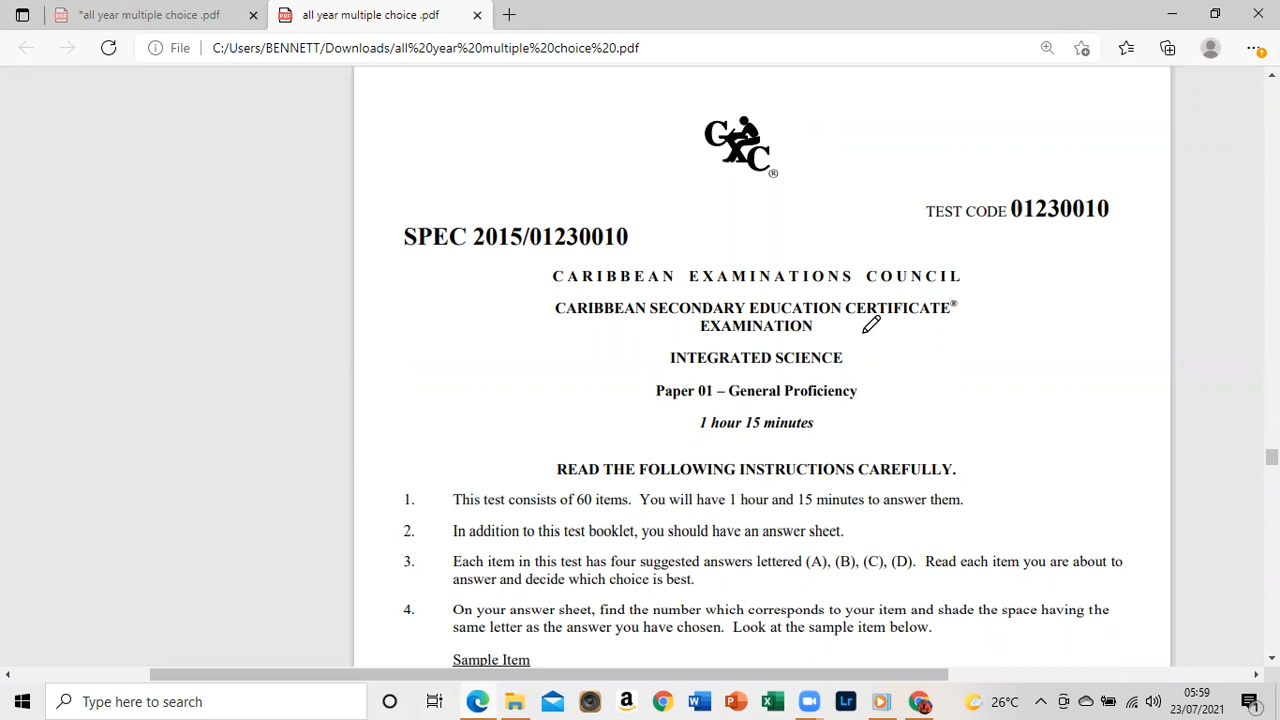 *all year multiple choice .pdf
all year multiple choice .pdf
File
C:/Users/BENNETT/Downloads/all%20year%20multiple%20choice%20.pdf
CXC®
TEST CODE 01230010
SPEC 2015/01230010
CARIBBEAN EXAMINATIONS COUNCIL
CARIBBEAN SECONDARY EDUCATION CERTIFICATE®
EXAMINATION
INTEGRATED SCIENCE
Paper 01 – General Proficiency
1 hour 15 minutes
READ THE FOLLOWING INSTRUCTIONS CAREFULLY.
1. This test consists of 60 items. You will have 1 hour and 15 minutes to answer them.
2. In addition to this test booklet, you should have an answer sheet.
3. Each item in this test has four suggested answers lettered (A), (B), (C), (D). Read each item you are about to
answer and decide which choice is best.
4. On your answer sheet, find the number which corresponds to your item and shade the space having the
same letter as the answer you have chosen. Look at the sample item below.
Sample Item
Type here to search
Lr
26°C
05:59
23/07/2021